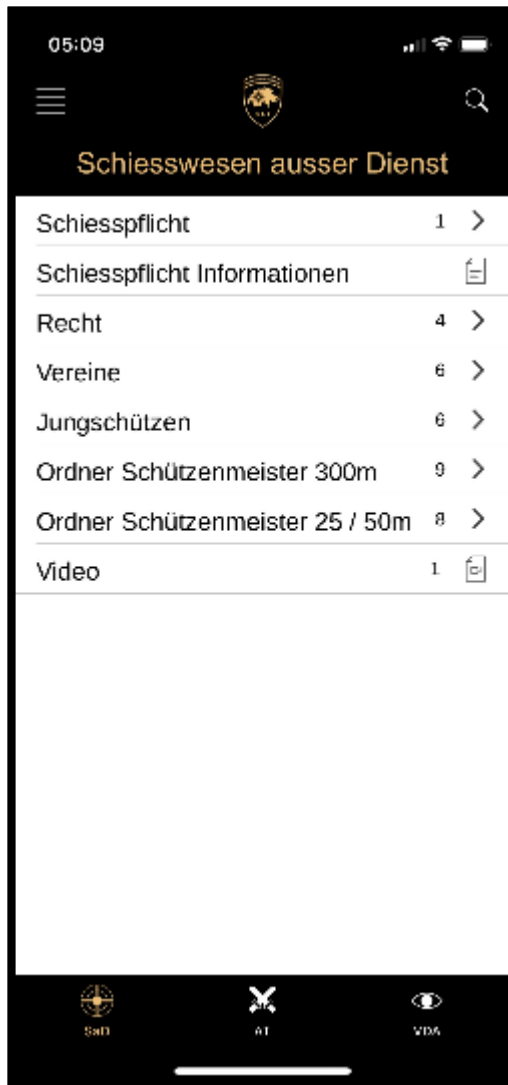 05:09
Schiesswesen ausser Dienst
Schiesspflicht 1
Schiesspflicht Informationen
Recht 4
Vereine 6
Jungschützen 6
Ordner Schützenmeister 300m 9
Ordner Schützenmeister 25 / 50m 8
Video 1
SaD AT VDA